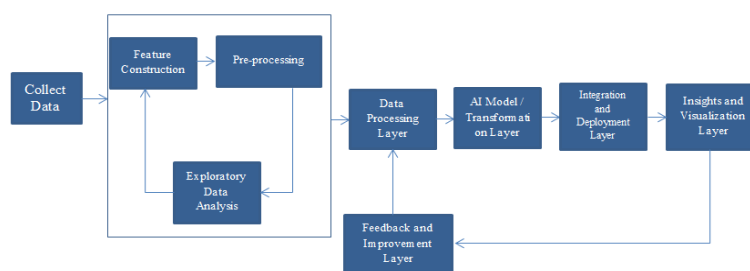 Collect
Data
Feature
Construction
Pre-processing
Exploratory
Data
Analysis
Data
Processing
Layer
AI Model /
Transformati
on Layer
Integration
and
Deployment
Layer
Insights and
Visualization
Layer
Feedback and
Improvement
Layer